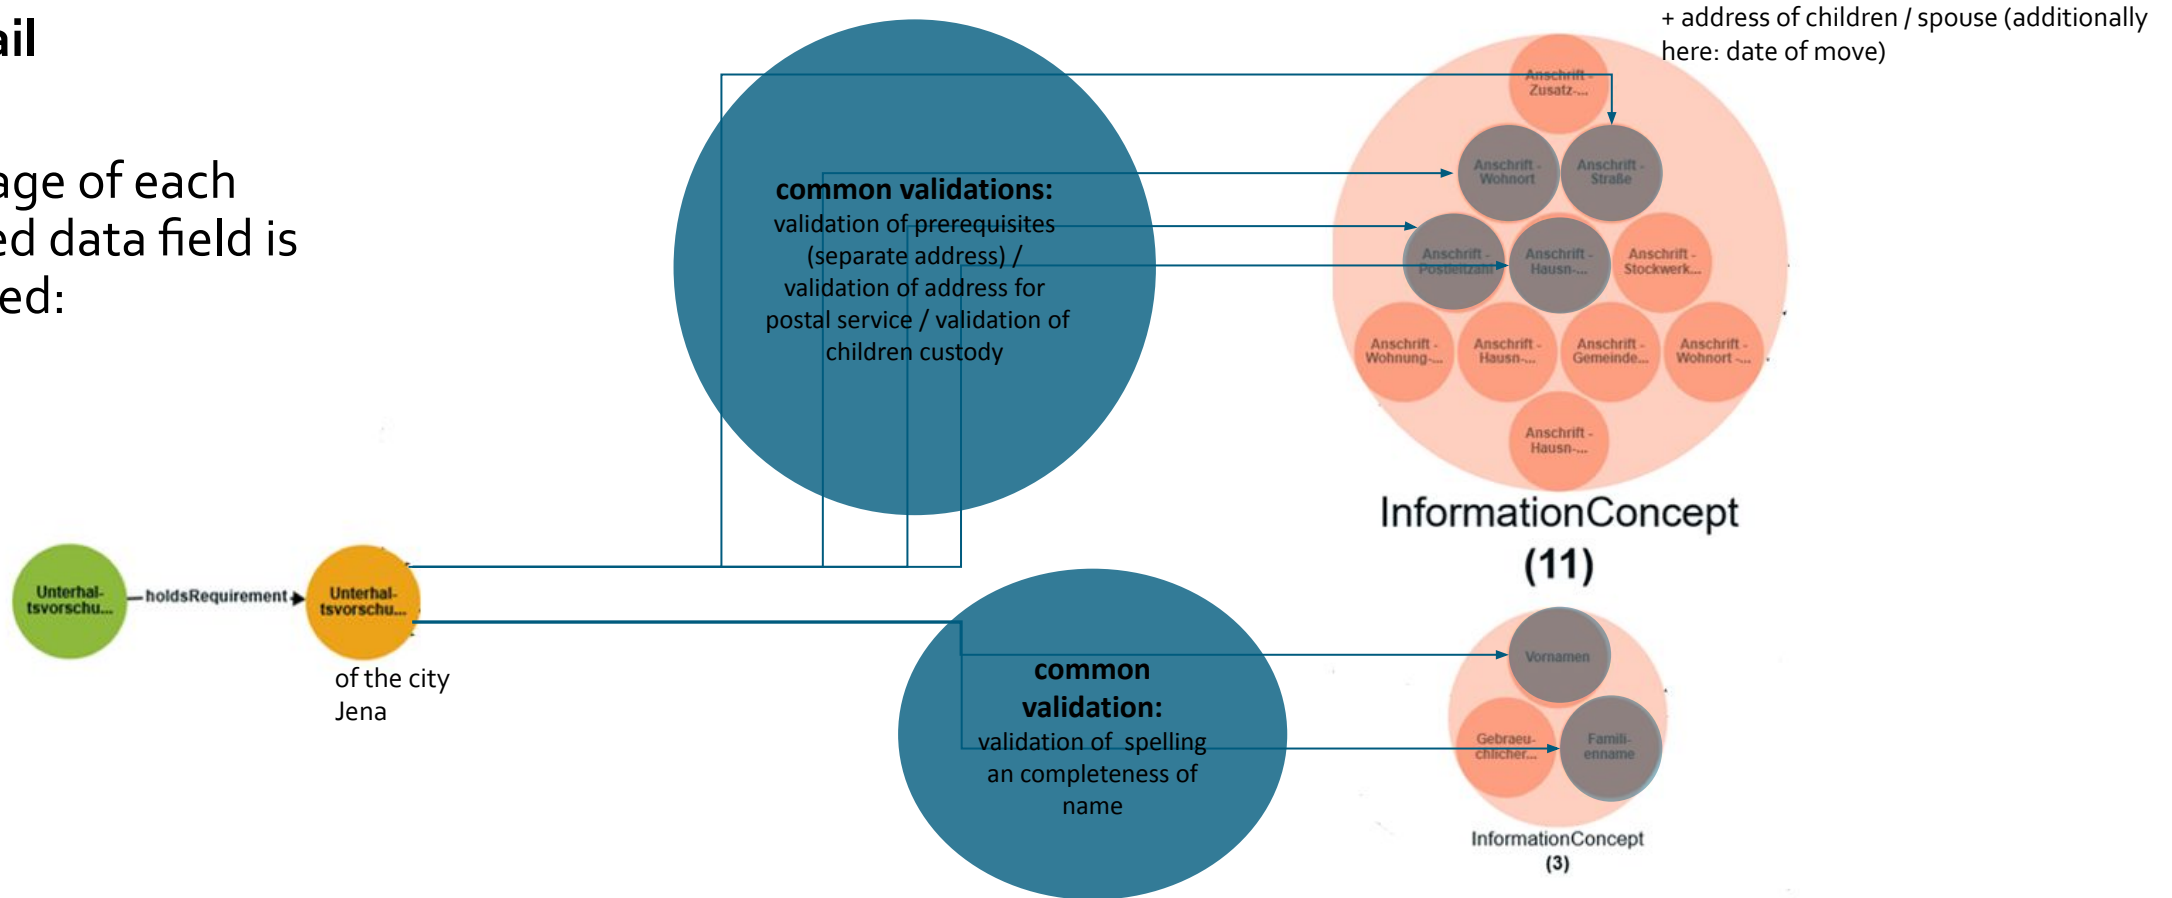 ail
age of each
ed data field is
ed:
+ address of children / spouse (additionally
here: date of move)
common validations:
validation of prerequisites
(separate address) /
validation of address for
postal service / validation of
children custody
Anschrift -
Zusatz-...
Anschrift -
Wohnort
Anschrift -
Straße
Anschrift -
Postleitzahl
Anschrift -
Hausn-...
Anschrift -
Stockwerk...
Anschrift -
Wohnung-...
Anschrift -
Hausn-...
Anschrift -
Gemeinde...
Anschrift -
Wohnort -...
Anschrift -
Hausn-...
InformationConcept
(11)
Unterhal-
tsvorschu...
holdsRequirement
Unterhal-
tsvorschu...
of the city
Jena
common
validation:
validation of  spelling
an completeness of
name
Vornamen
Gebraeu-
chlicher...
Famili-
enname
InformationConcept
(3)